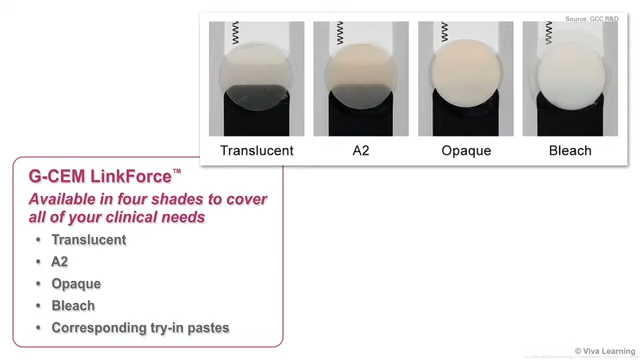 Source: GCC R&D
Translucent
A2
Opaque
Bleach
G-CEM LinkForce™
Available in four shades to cover
all of your clinical needs
• Translucent
• A2
• Opaque
• Bleach
• Corresponding try-in pastes
© Viva Learning